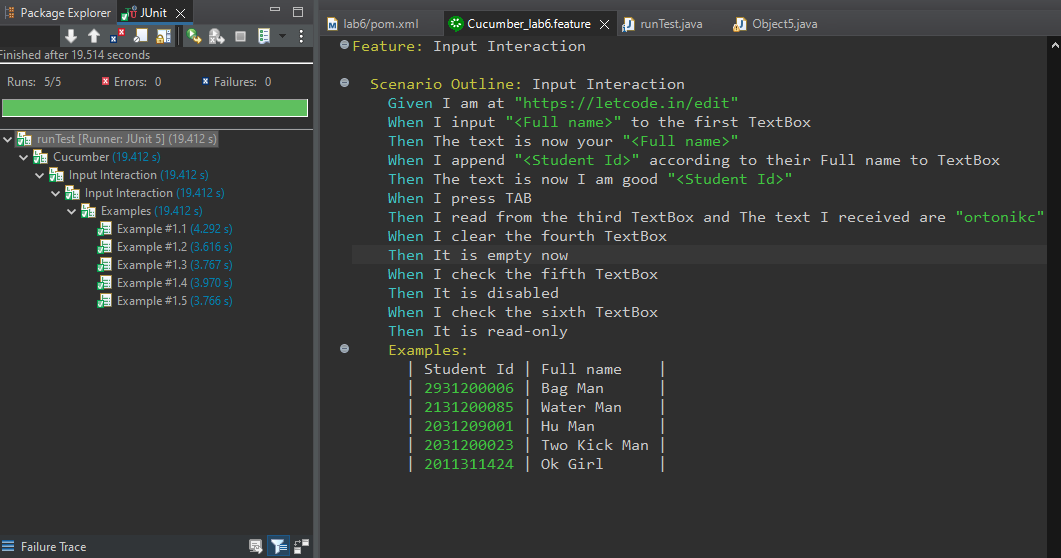 Package Explorer
JUnit
Finished after 19.514 seconds
Runs: 5/5
Errors: 0
Failures: 0
runTest [Runner: JUnit 5] (19.412 s)
Cucumber (19.412 s)
Input Interaction (19.412 s)
Input Interaction (19.412 s)
Examples (19.412 s)
Example #1.1 (4.292 s)
Example #1.2 (3.616 s)
Example #1.3 (3.767 s)
Example #1.4 (3.970 s)
Example #1.5 (3.766 s)
Failure Trace
lab6/pom.xml
Cucumber_lab6.feature
runTest.java
Object5.java
Feature: Input Interaction
Scenario Outline: Input Interaction
Given I am at "https://letcode.in/edit"
When I input "<Full name>" to the first TextBox
Then The text is now your "<Full name>"
When I append "<Student Id>" according to their Full name to TextBox
Then The text is now I am good "<Student Id>"
When I press TAB
Then I read from the third TextBox and The text I received are "ortonikc"
When I clear the fourth TextBox
Then It is empty now
When I check the fifth TextBox
Then It is disabled
When I check the sixth TextBox
Then It is read-only
Examples:
| Student Id | Full name    |
| 2931200006 | Bag Man      |
| 2131200085 | Water Man    |
| 2031209001 | Hu Man       |
| 2031200023 | Two Kick Man |
| 2011311424 | Ok Girl      |